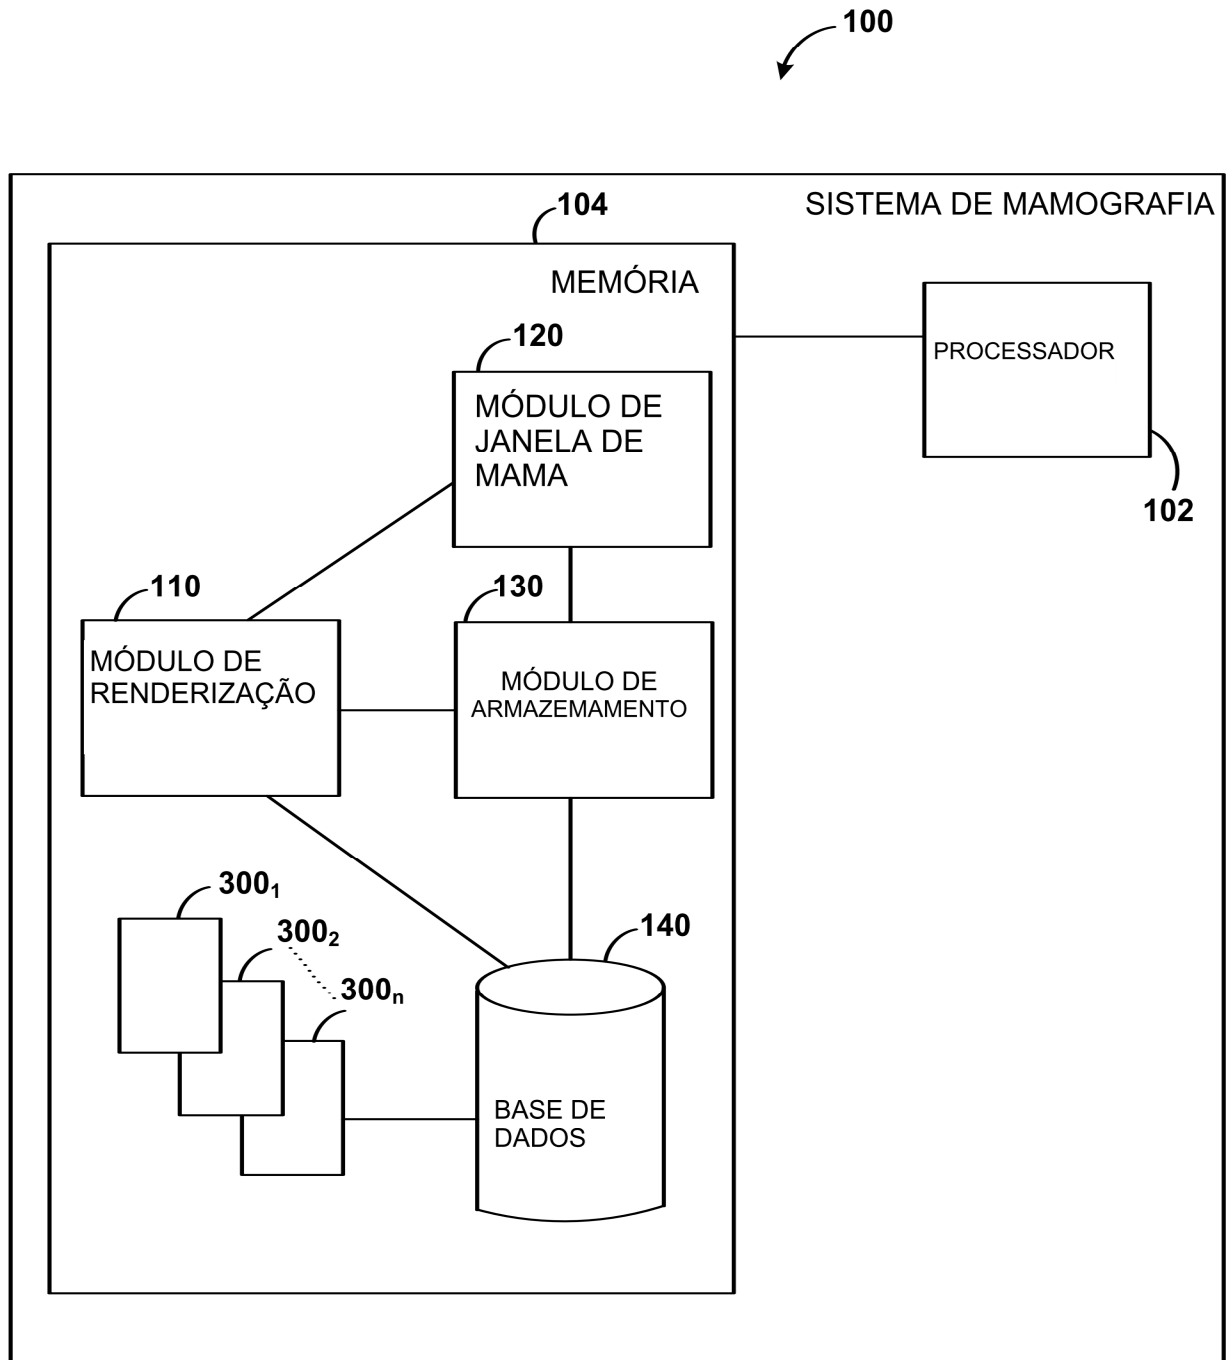 100
SISTEMA DE MAMOGRAFIA
104
MEMÓRIA
120
MÓDULO DE
JANELA DE
MAMA
PROCESSADOR
102
110
MÓDULO DE
RENDERIZAÇÃO
130
MÓDULO DE
ARMAZEMAMENTO
300₁
300₂
300ₙ
140
BASE DE
DADOS